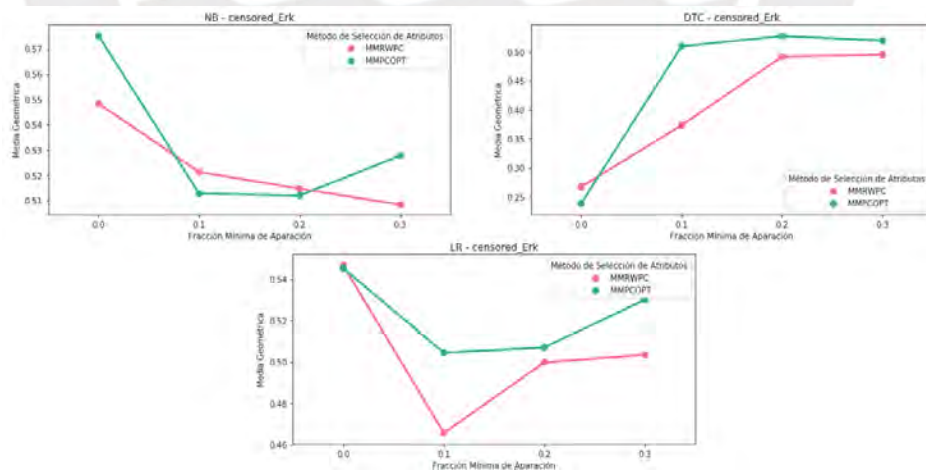 NB - censored_Erk
Método de Selección de Atributos
MMRWPC
MMPCOPT
Media Geométrica
0.57
0.56
0.55
0.54
0.53
0.52
0.51
0.0 0.1 0.2 0.3
Fracción Mínima de Aparación
DTC - censored_Erk
Media Geométrica
0.50
0.45
0.40
0.35
0.30
0.25
Método de Selección de Atributos
MMRWPC
MMPCOPT
0.0 0.1 0.2 0.3
Fracción Mínima de Aparación
LR - censored_Erk
Método de Selección de Atributos
MMRWPC
MMPCOPT
Media Geométrica
0.54
0.52
0.50
0.48
0.46
0.0 0.1 0.2 0.3
Fracción Mínima de Aparación